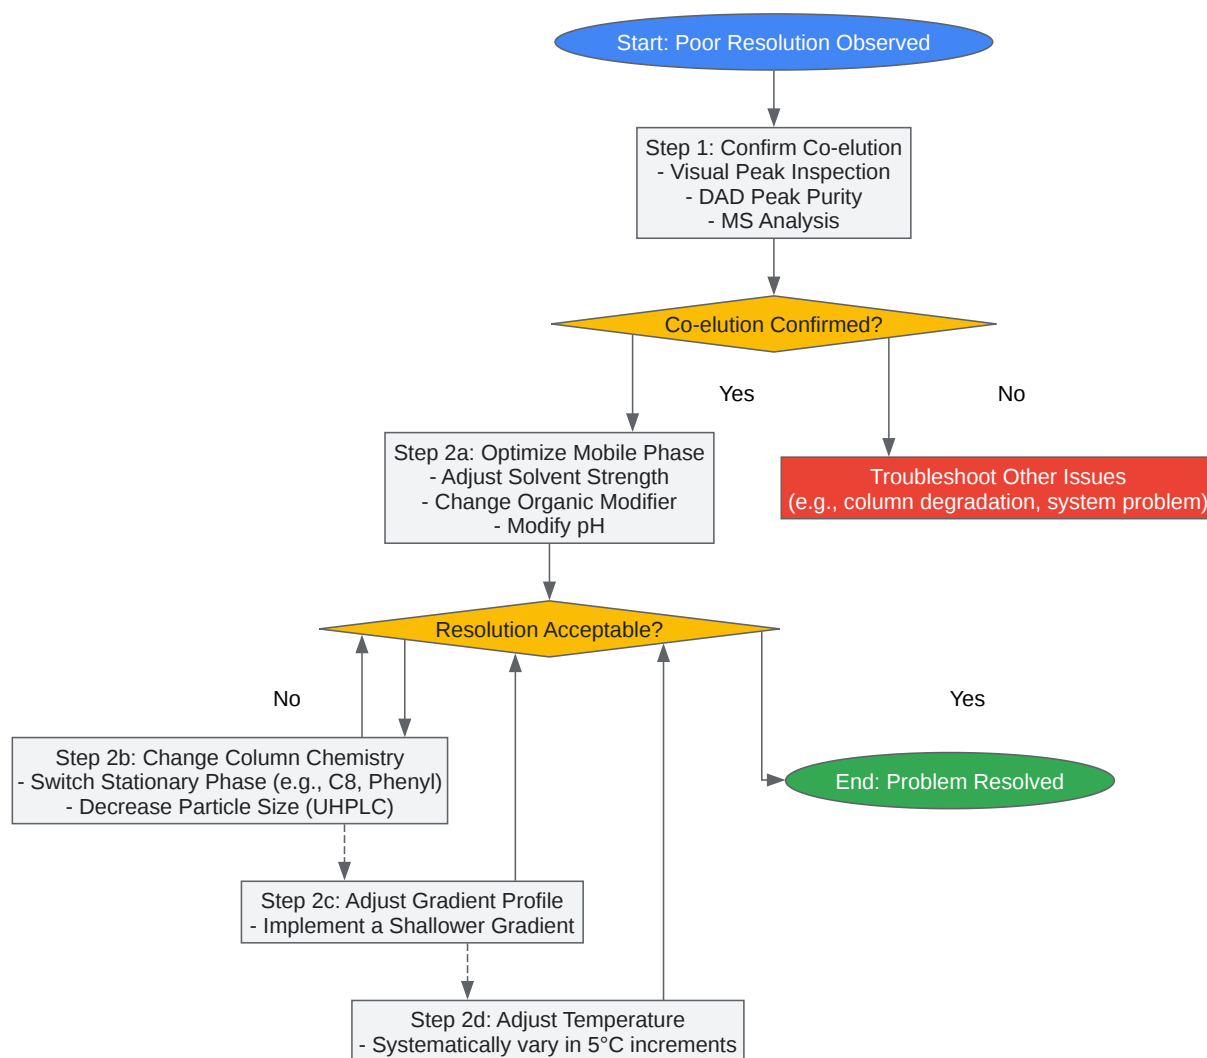 Start: Poor Resolution Observed
Step 1: Confirm Co-elution
- Visual Peak Inspection
- DAD Peak Purity
- MS Analysis
Co-elution Confirmed?
Yes
No
Step 2a: Optimize Mobile Phase
- Adjust Solvent Strength
- Change Organic Modifier
- Modify pH
Troubleshoot Other Issues
(e.g., column degradation, system problem)
Resolution Acceptable?
No
Yes
Step 2b: Change Column Chemistry
- Switch Stationary Phase (e.g., C8, Phenyl)
- Decrease Particle Size (UHPLC)
End: Problem Resolved
Step 2c: Adjust Gradient Profile
- Implement a Shallower Gradient
Step 2d: Adjust Temperature
- Systematically vary in 5°C increments